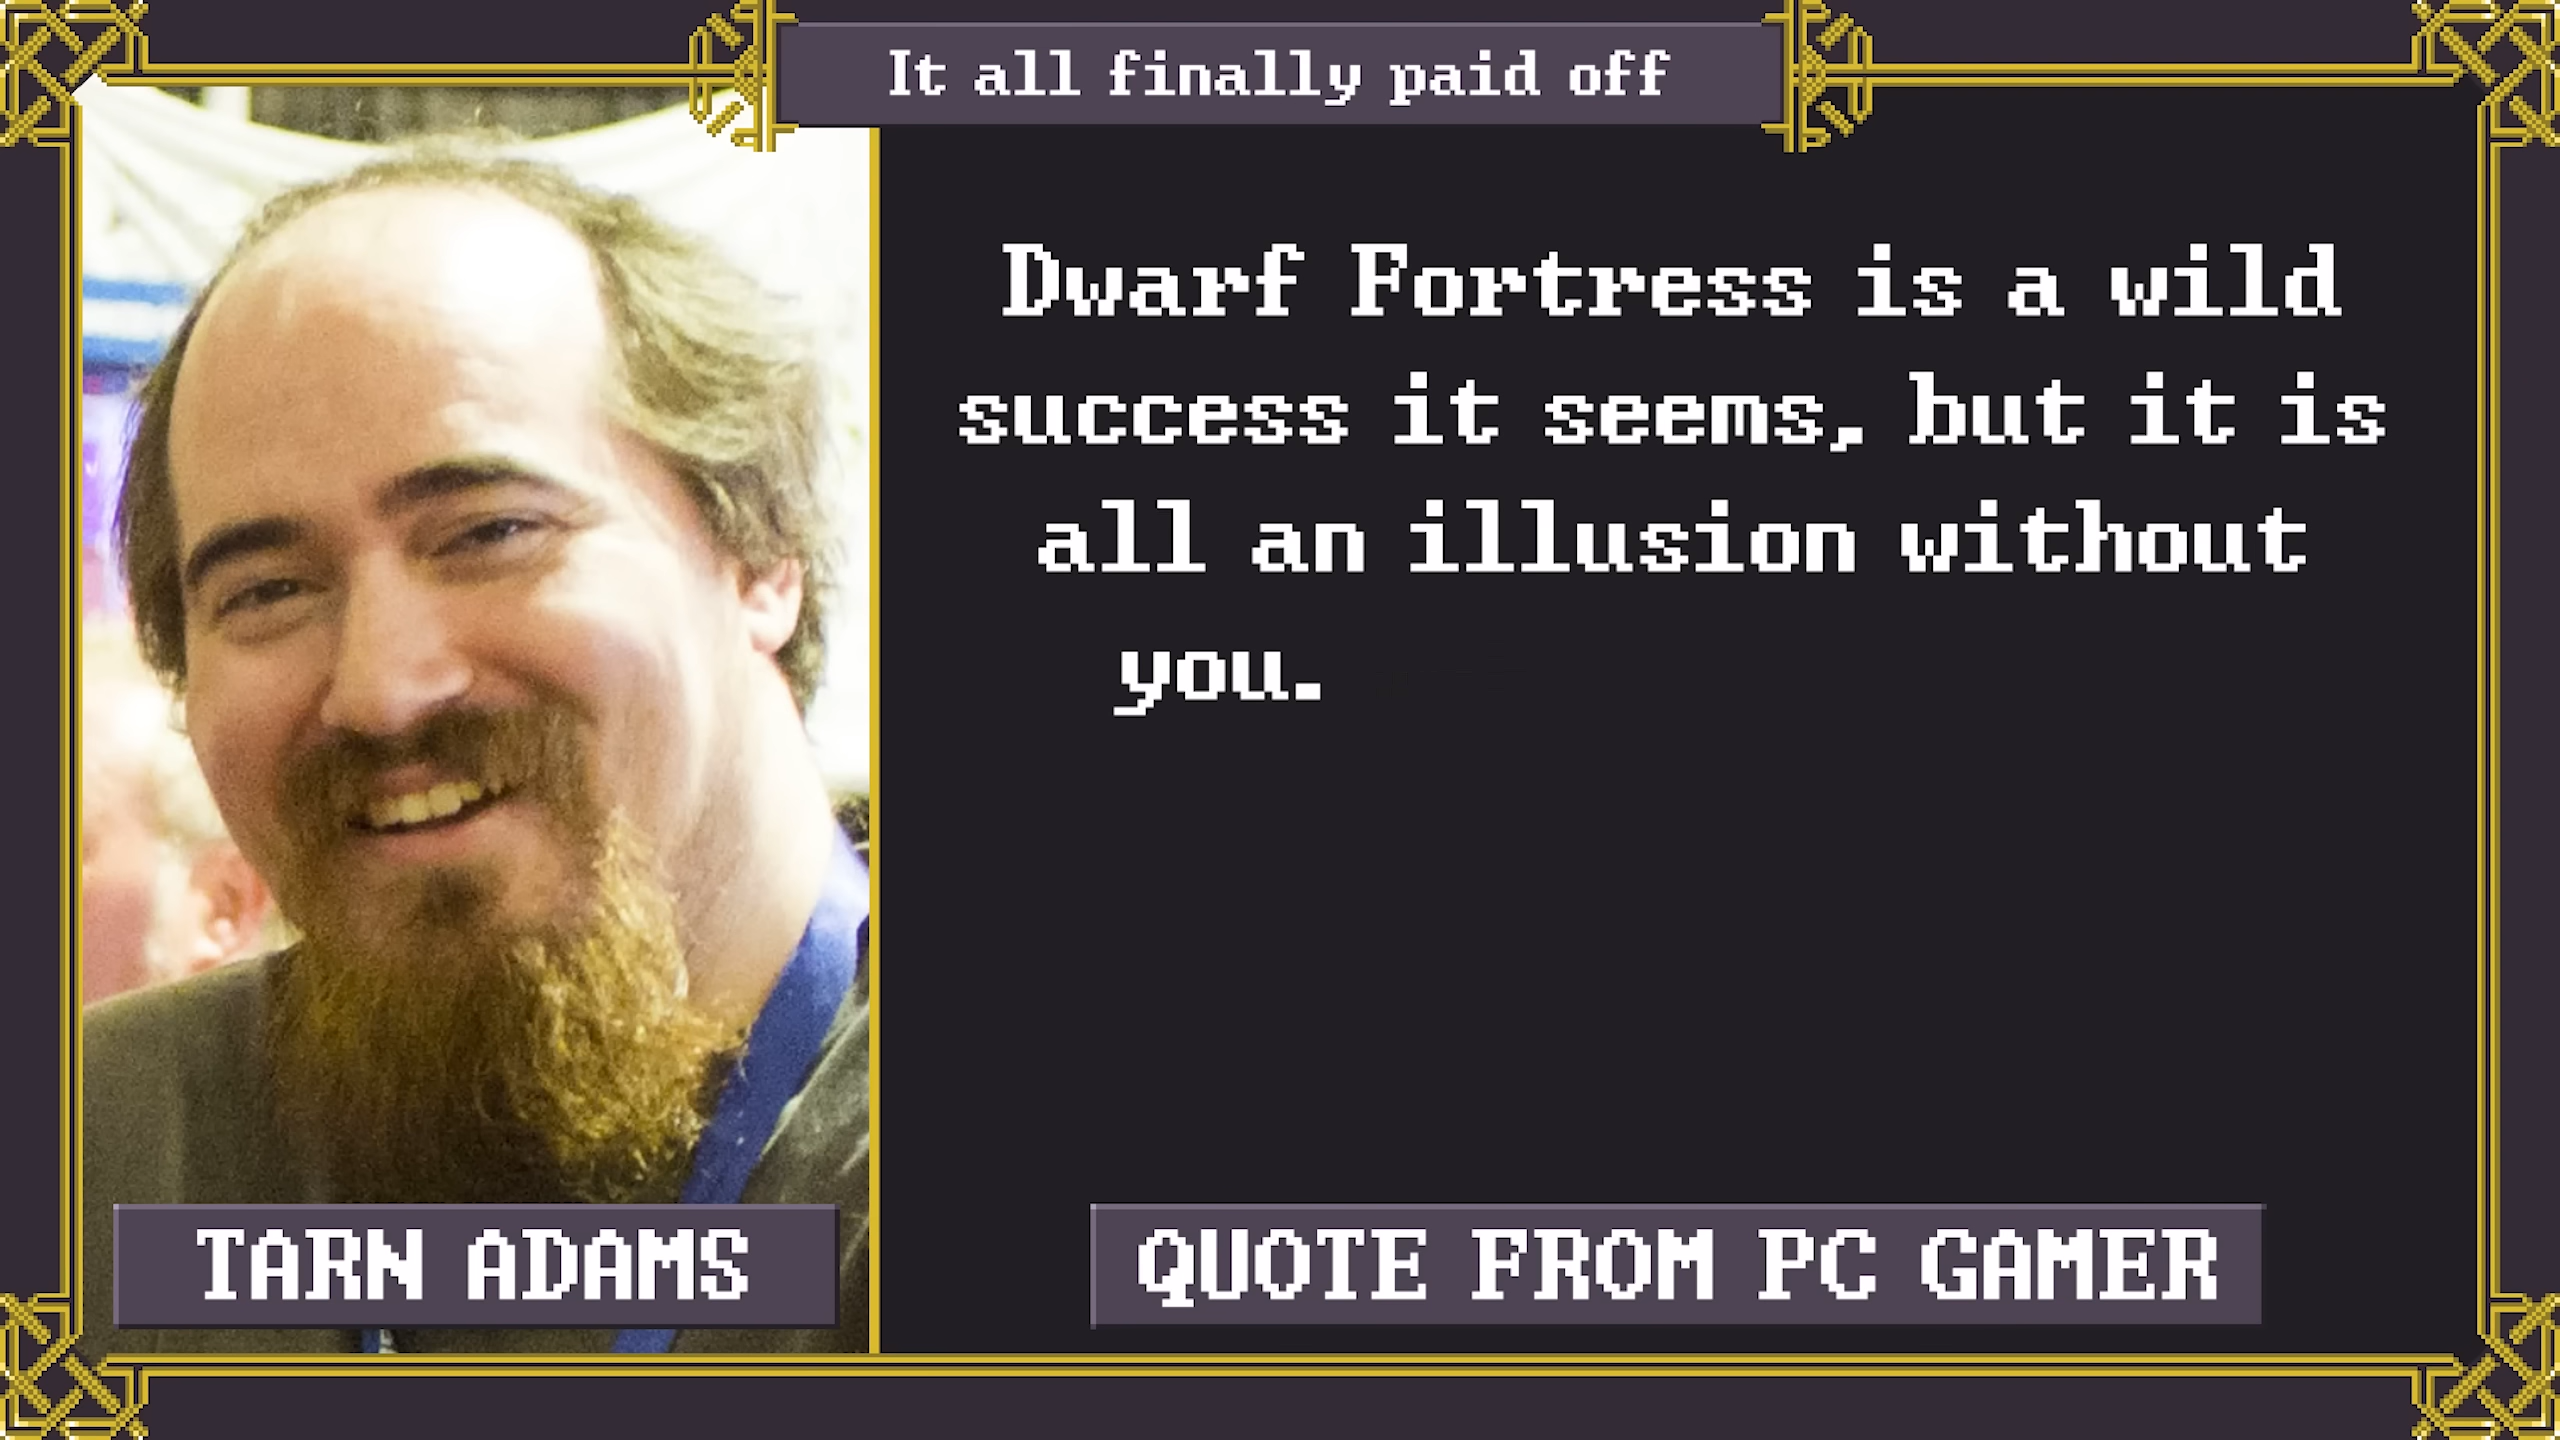 It all finally paid off
Dwarf Fortress is a wild
success it seems, but it is
all an illusion without
you.
TARN ADAMS
QUOTE FROM PC GAMER